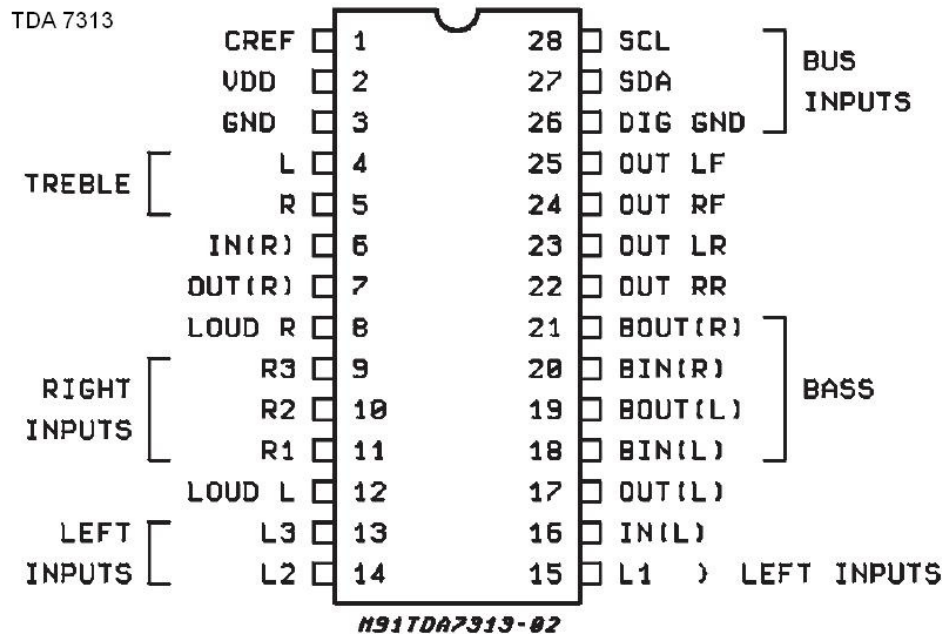 TDA 7313
CREF 1 28 SCL
VDD 2 27 SDA
BUS INPUTS
GND 3 26 DIG GND
TREBLE
L 4 25 OUT LF
R 5 24 OUT RF
IN(R) 6 23 OUT LR
OUT(R) 7 22 OUT RR
LOUD R 8 21 BOUT(R)
RIGHT INPUTS
R3 9 20 BIN(R)
BASS
R2 10 19 BOUT(L)
R1 11 18 BIN(L)
LOUD L 12 17 OUT(L)
LEFT INPUTS
L3 13 16 IN(L)
L2 14 15 L1 ) LEFT INPUTS
M91TDA7313-02